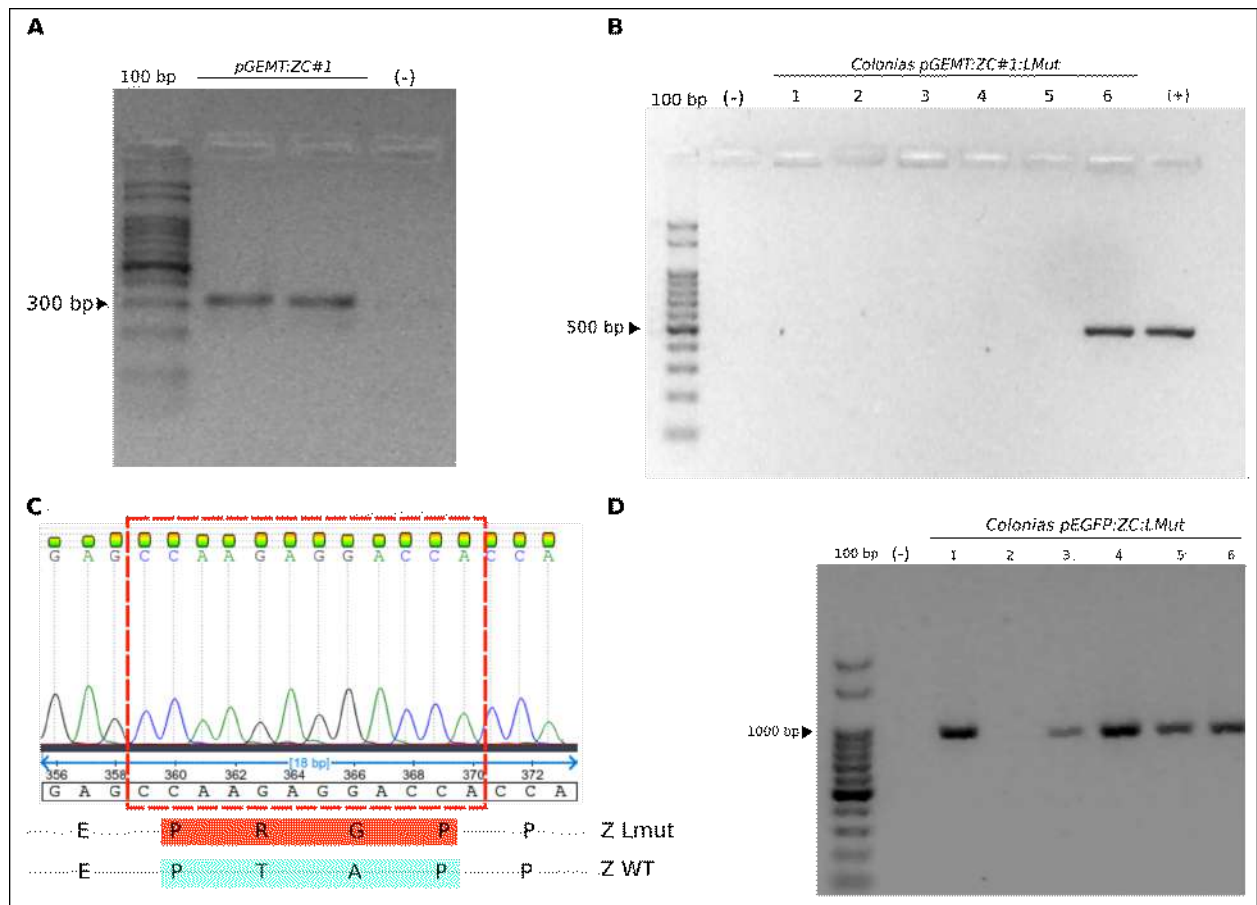 A
100 bp
pGEMT:ZC#1
(-)
300 bp
B
Colonias pGEMT:ZC#1:LMut
100 bp (-) 1 2 3 4 5 6 (+)
500 bp
C
G A G C C A A G A G G A C C A C C A
[18 bp]
356 358 360 362 364 366 368 370 372
G A G C C A A G A G G A C C A C C A
E P R G P P Z Lmut
E P T A P P Z WT
D
Colonias pEGFP:ZC:LMut
100 bp (-) 1 2 3 4 5 6
1000 bp